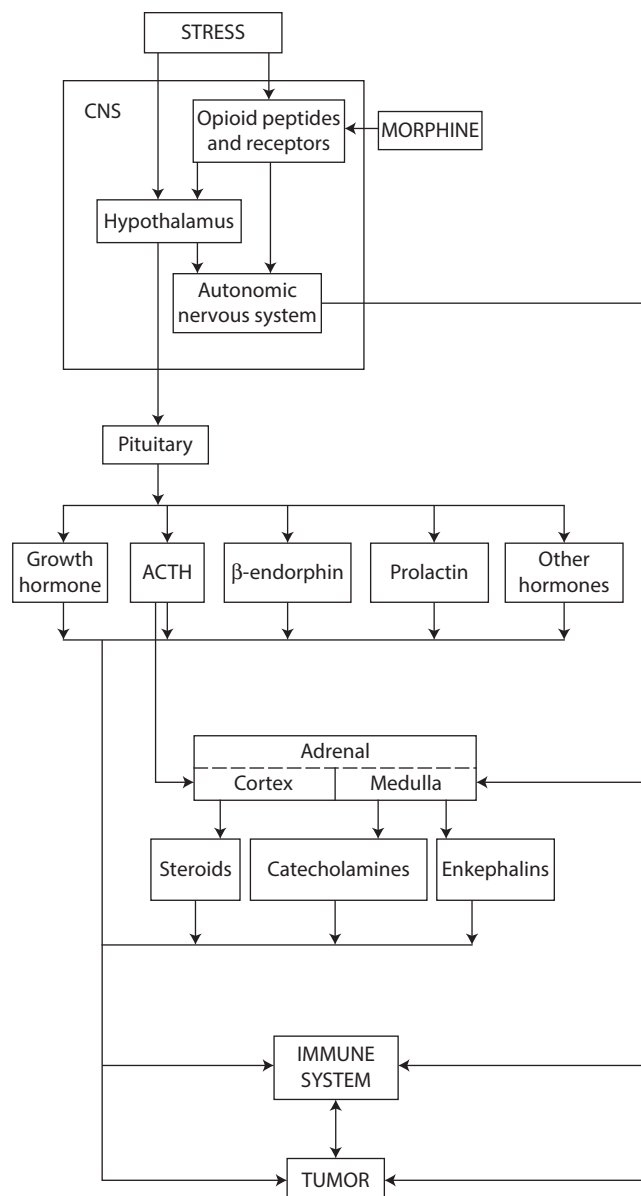 STRESS
CNS
Opioid peptides
and receptors
MORPHINE
Hypothalamus
Autonomic
nervous system
Pituitary
Growth
hormone
ACTH
β-endorphin
Prolactin
Other
hormones
Adrenal
Cortex
Medulla
Steroids
Catecholamines
Enkephalins
IMMUNE
SYSTEM
TUMOR